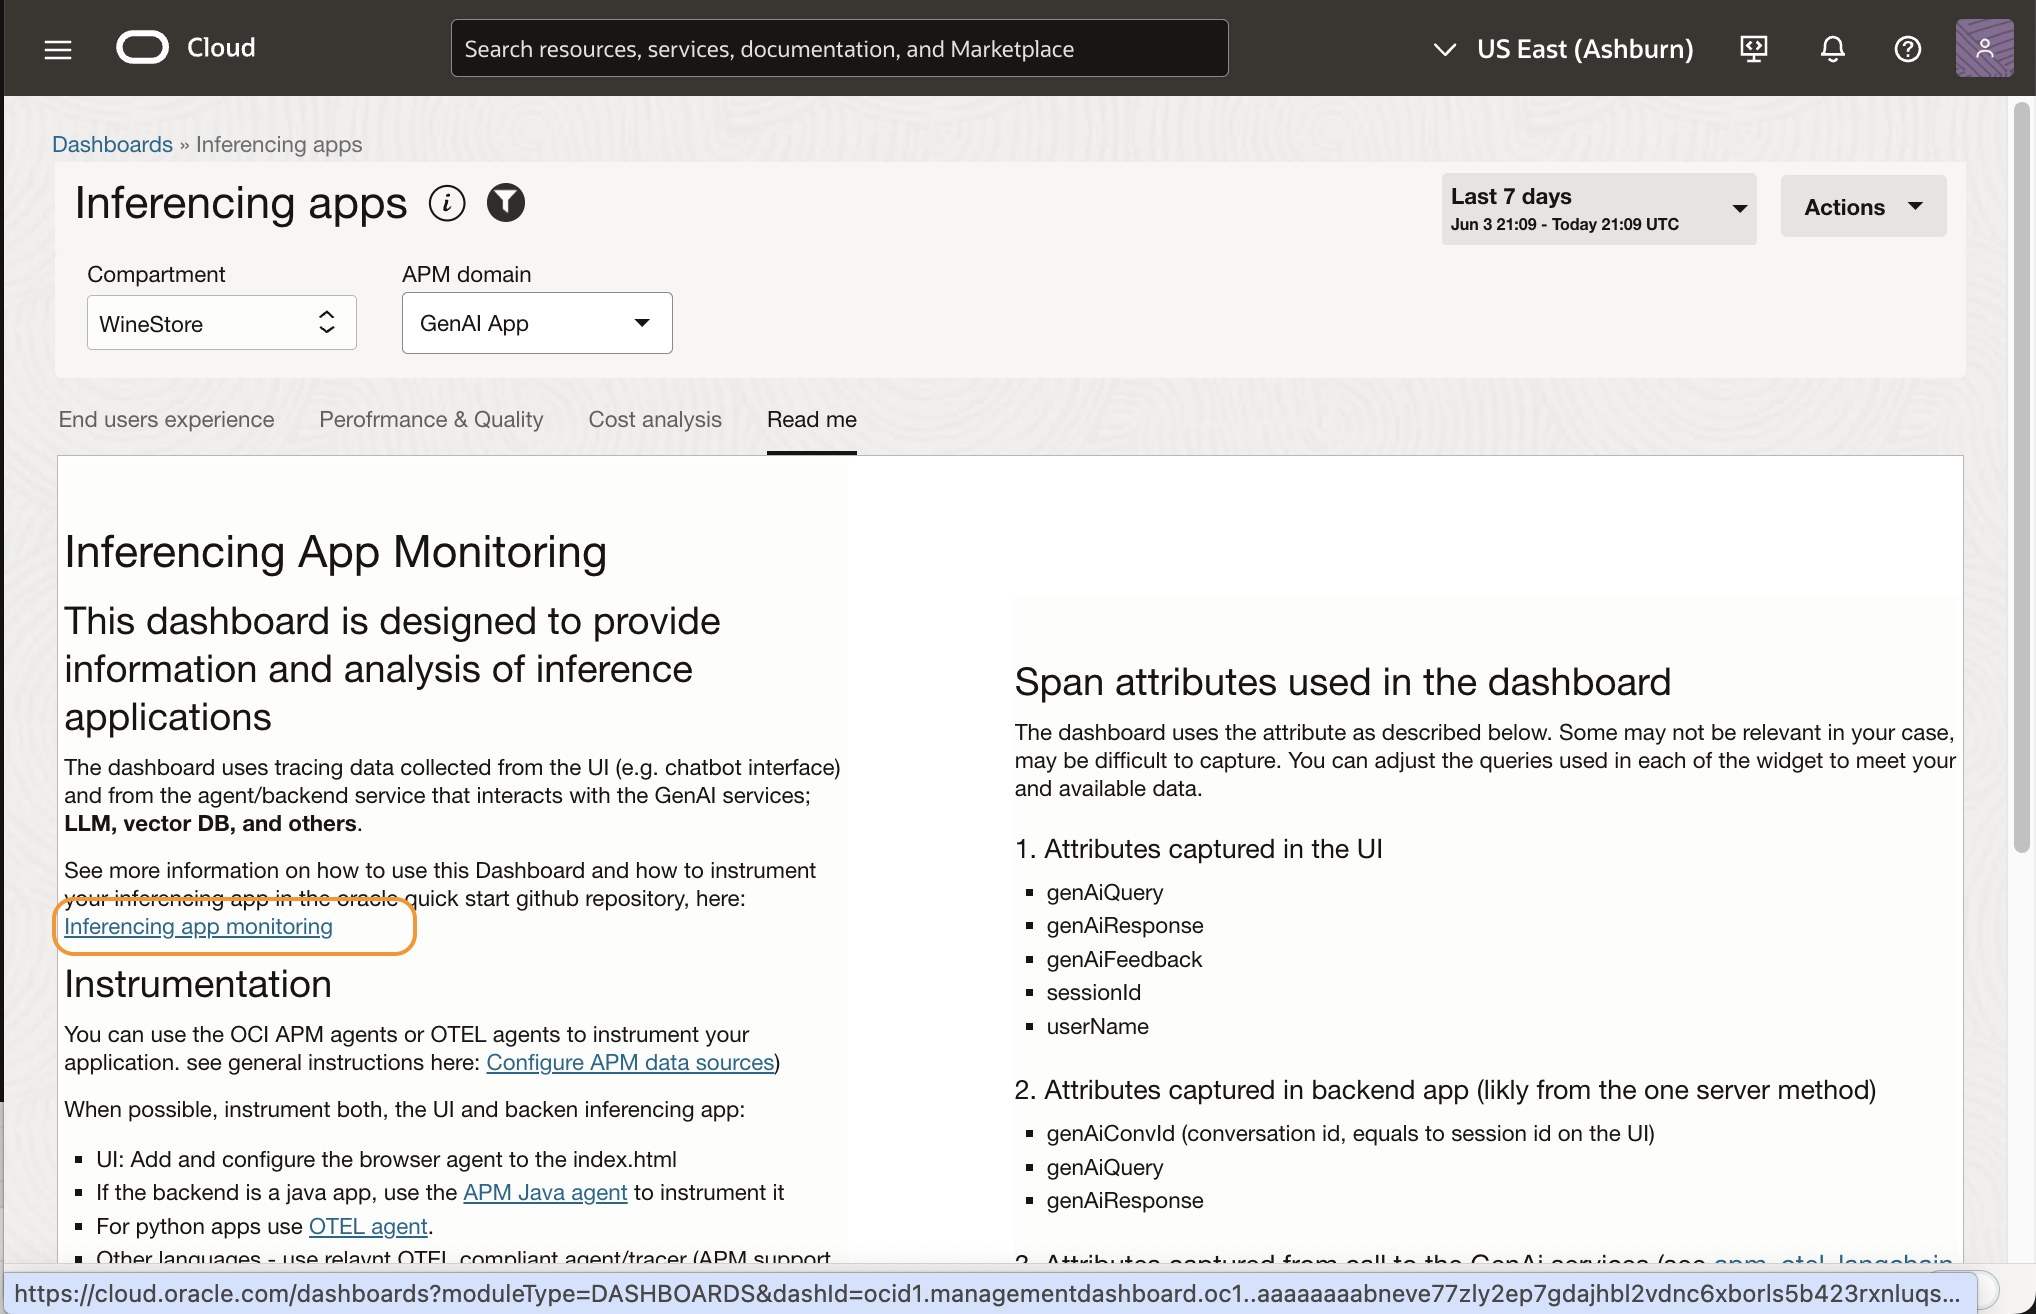 Cloud
Search resources, services, documentation, and Marketplace
US East (Ashburn)
Dashboards » Inferencing apps
Inferencing apps
Last 7 days
Jun 3 21:09 - Today 21:09 UTC
Actions
Compartment
APM domain
WineStore
GenAI App
End users experience
Perofrmance & Quality
Cost analysis
Read me
Inferencing App Monitoring
This dashboard is designed to provide
information and analysis of inference
applications
The dashboard uses tracing data collected from the UI (e.g. chatbot interface)
and from the agent/backend service that interacts with the GenAI services;
LLM, vector DB, and others.
See more information on how to use this Dashboard and how to instrument
your inferencing app in the oracle quick start github repository, here:
Inferencing app monitoring
Instrumentation
You can use the OCI APM agents or OTEL agents to instrument your
application. see general instructions here: Configure APM data sources)
When possible, instrument both, the UI and backen inferencing app:
UI: Add and configure the browser agent to the index.html
If the backend is a java app, use the APM Java agent to instrument it
For python apps use OTEL agent.
Other languages - use relavnt OTEL compliant agent/tracer (APM support
Span attributes used in the dashboard
The dashboard uses the attribute as described below. Some may not be relevant in your case,
may be difficult to capture. You can adjust the queries used in each of the widget to meet your
and available data.
1. Attributes captured in the UI
genAiQuery
genAiResponse
genAiFeedback
sessionId
userName
2. Attributes captured in backend app (likly from the one server method)
genAiConvId (conversation id, equals to session id on the UI)
genAiQuery
genAiResponse
3. Attributes captured from call to the GenAi services (see apm_otel_langchain
https://cloud.oracle.com/dashboards?moduleType=DASHBOARDS&dashId=ocid1.managementdashboard.oc1..aaaaaaaabneve77zly2ep7gdajhbl2vdnc6xborls5b423rxnluqs...